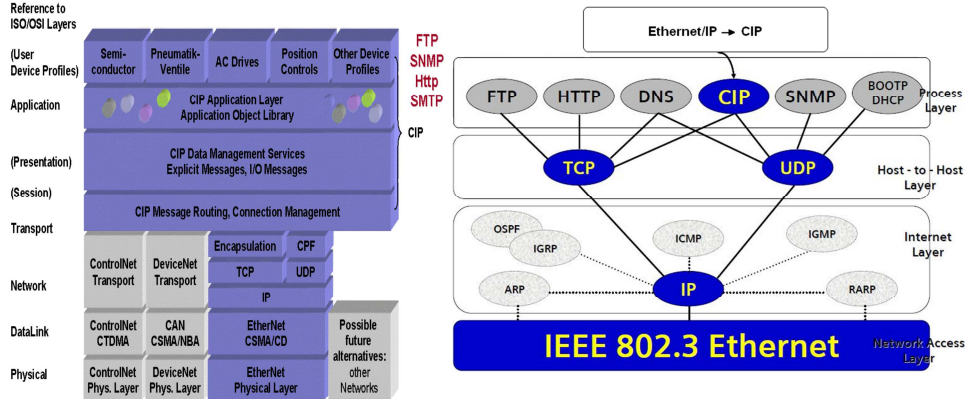 Reference to
ISO/OSI Layers
(User
Device Profiles)
Application
(Presentation)
(Session)
Transport
Network
DataLink
Physical
Semi-
conductor
Pneumatik-
Ventile
AC Drives
Position
Controls
Other Device
Profiles
CIP Application Layer
Application Object Library
CIP Data Management Services
Explicit Messages, I/O Messages
CIP Message Routing, Connection Management
ControlNet
Transport
DeviceNet
Transport
Encapsulation
CPF
TCP
UDP
IP
ControlNet
CTDMA
CAN
CSMA/NBA
EtherNet
CSMA/CD
Possible
future
alternatives:
other
Networks
ControlNet
Phys. Layer
DeviceNet
Phys. Layer
EtherNet
Physical Layer
FTP
SNMP
Http
SMTP
CIP
Ethernet/IP → CIP
FTP
HTTP
DNS
CIP
SNMP
BOOTP
DHCP
Process
Layer
TCP
UDP
Host - to - Host
Layer
OSPF
IGRP
ICMP
IGMP
Internet
Layer
ARP
IP
RARP
IEEE 802.3 Ethernet
Network Access
Layer